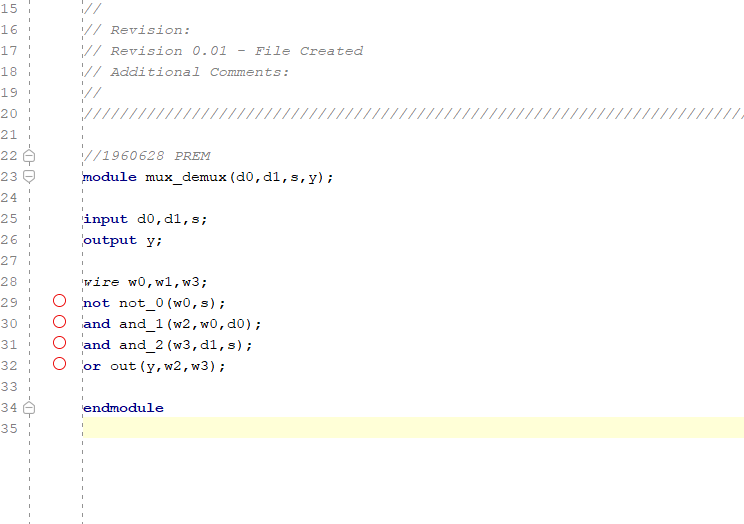 15 //
16 // Revision:
17 // Revision 0.01 - File Created
18 // Additional Comments:
19 //
20 //////////////////////////////////////////////////////////////////////////
21
22 //1960628 PREM
23 module mux_demux(d0,d1,s,y);
24
25 input d0,d1,s;
26 output y;
27
28 wire w0,w1,w3;
29 not not_0(w0,s);
30 and and_1(w2,w0,d0);
31 and and_2(w3,d1,s);
32 or out(y,w2,w3);
33
34 endmodule
35